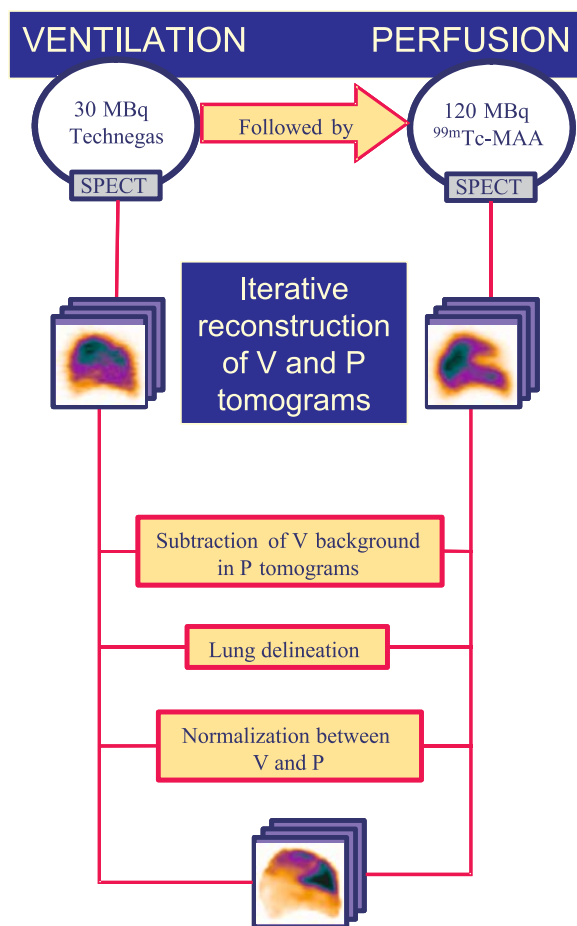 VENTILATION
PERFUSION
30 MBq
Technegas
SPECT
Followed by
120 MBq
99mTc-MAA
SPECT
Iterative
reconstruction
of V and P
tomograms
Subtraction of V background
in P tomograms
Lung delineation
Normalization between
V and P